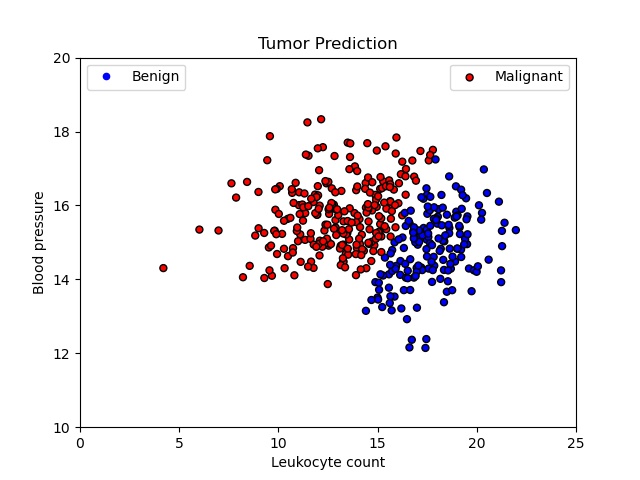 Tumor Prediction
Benign
Malignant
Blood pressure
20
18
16
14
12
10
0 5 10 15 20 25
Leukocyte count